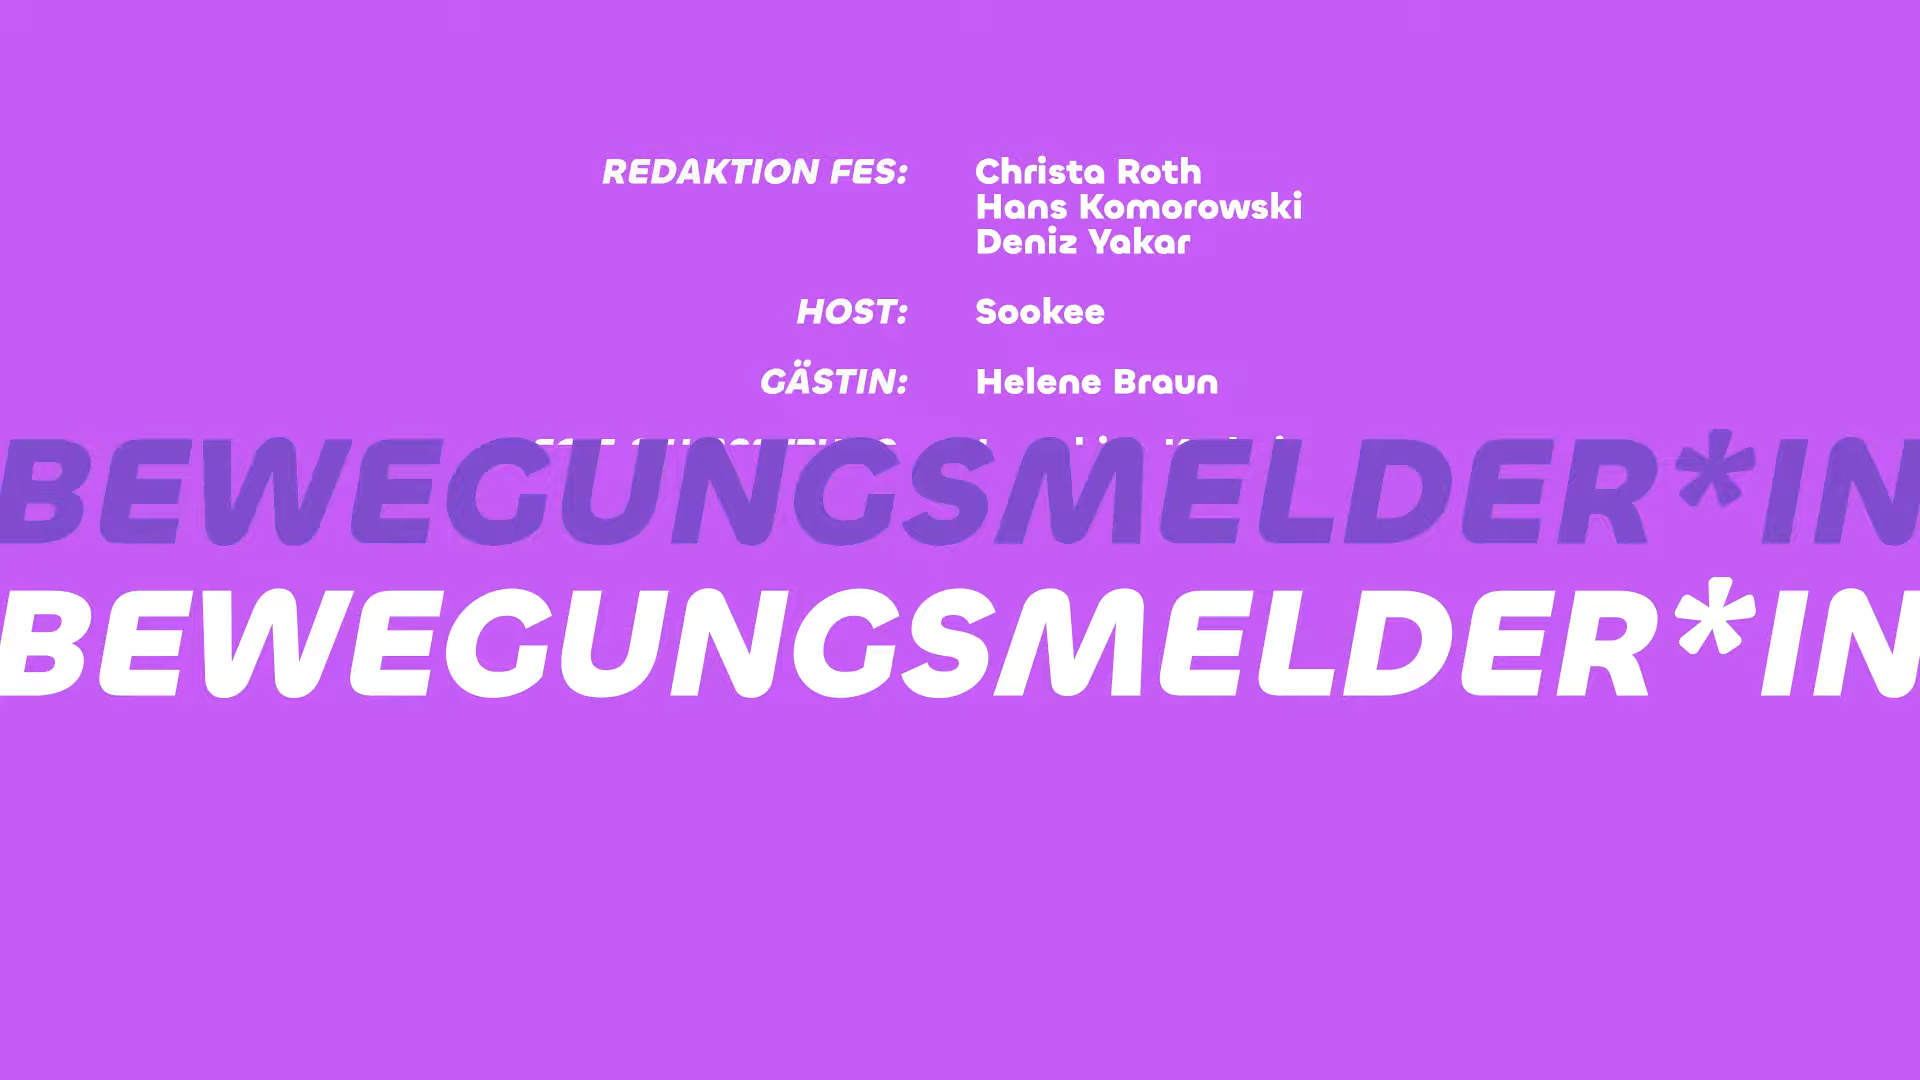 REDAKTION FES: Christa Roth
Hans Komorowski
Deniz Yakar
HOST: Sookee
GÄSTIN: Helene Braun
BEWEGUNGSMELDER*IN
BEWEGUNGSMELDER*IN